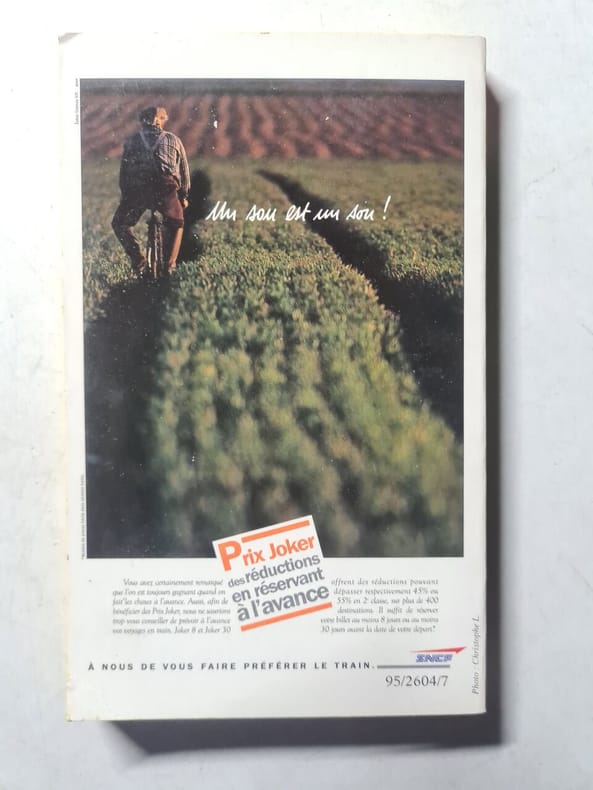 Un sou est un sou !
Prix Joker
des réductions
en réservant
à l'avance
Vous avez certainement remarqué
que l'on est toujours gagnant quand on
fait les choses à l'avance. Aussi, afin de
bénéficier des Prix Joker, nous ne saurions
trop vous conseiller de prévoir à l'avance
vos voyages en train. Joker 8 et Joker 30
offrent des réductions pouvant
dépasser respectivement 45% ou
55% en 2e classe, sur plus de 400
destinations. Il suffit de réserver
votre billet au moins 8 jours ou au moins
30 jours avant la date de votre départ.*
À NOUS DE VOUS FAIRE PRÉFÉRER LE TRAIN.
SNCF
95/2604/7
Photo : Christophe L